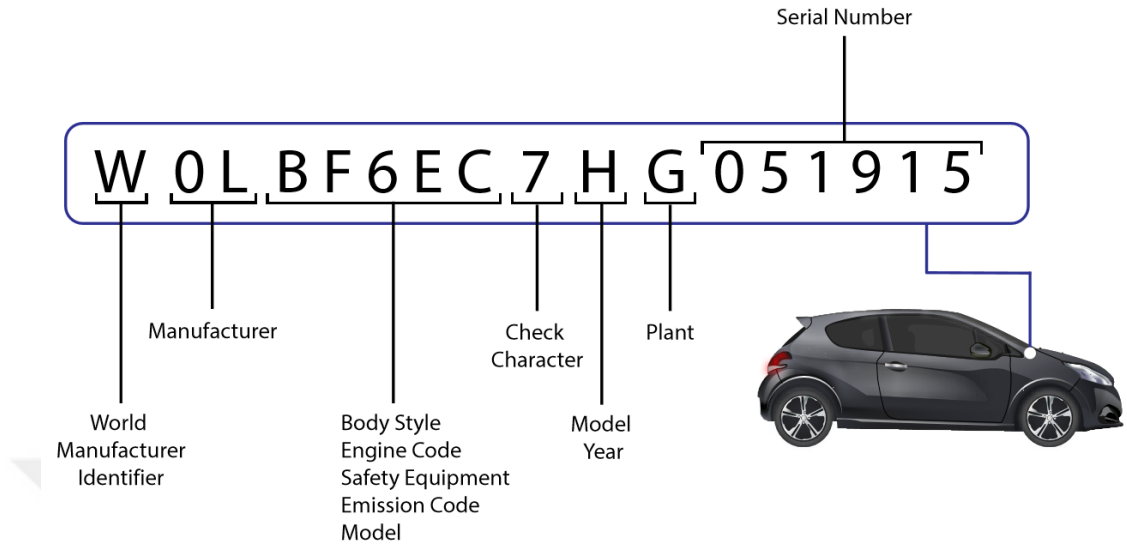 Serial Number
W 0 L B F 6 E C 7 H G 0 5 1 9 1 5
Manufacturer
Check
Character
Plant
World
Manufacturer
Identifier
Body Style
Engine Code
Safety Equipment
Emission Code
Model
Model
Year